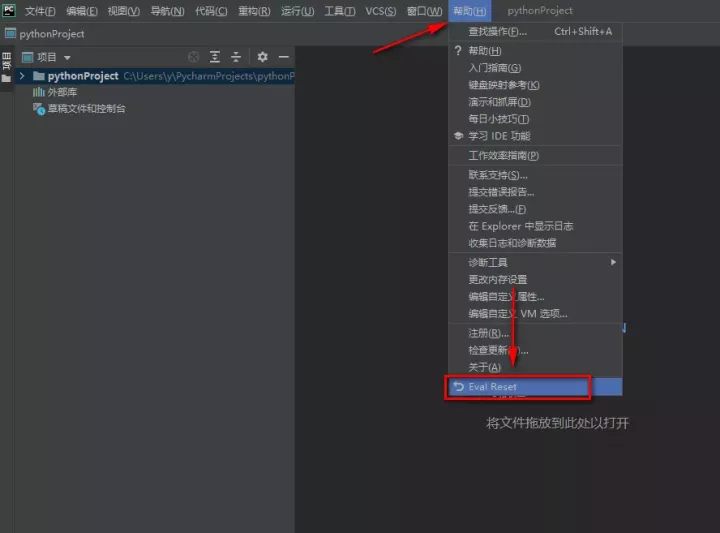 PC 文件(F) 编辑(E) 视图(V) 导航(N) 代码(C) 重构(R) 运行(U) 工具(T) VCS(S) 窗口(W) 帮助(H) pythonProject
pythonProject
项目
目录
pythonProject C:\Users\y\PycharmProjects\pythonP
外部库
草稿文件和控制台
查找操作(F)... Ctrl+Shift+A
? 帮助(H)
入门指南(G)
键盘映射参考(K)
演示和抓屏(D)
每日小技巧(T)
学习 IDE 功能
工作效率指南(P)
联系支持(S)...
提交错误报告...
提交反馈...(F)
在 Explorer 中显示日志
收集日志和诊断数据
诊断工具
更改内存设置
编辑自定义属性...
编辑自定义 VM 选项...
注册(R)...
检查更新...
关于(A)
Eval Reset
将文件拖放到此处以打开